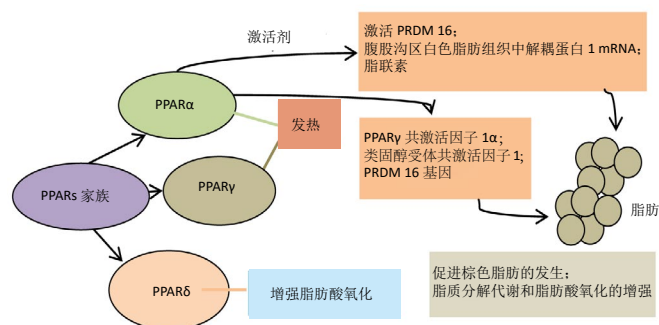 激活剂
激活 PRDM 16；
腹股沟区白色脂肪组织中解耦蛋白 1 mRNA；
脂联素
PPARα
发热
PPARγ 共激活因子 1α；
类固醇受体共激活因子 1；
PRDM 16 基因
PPARs 家族
PPARγ
脂肪
PPARδ
增强脂肪酸氧化
促进棕色脂肪的发生；
脂质分解代谢和脂肪酸氧化的增强